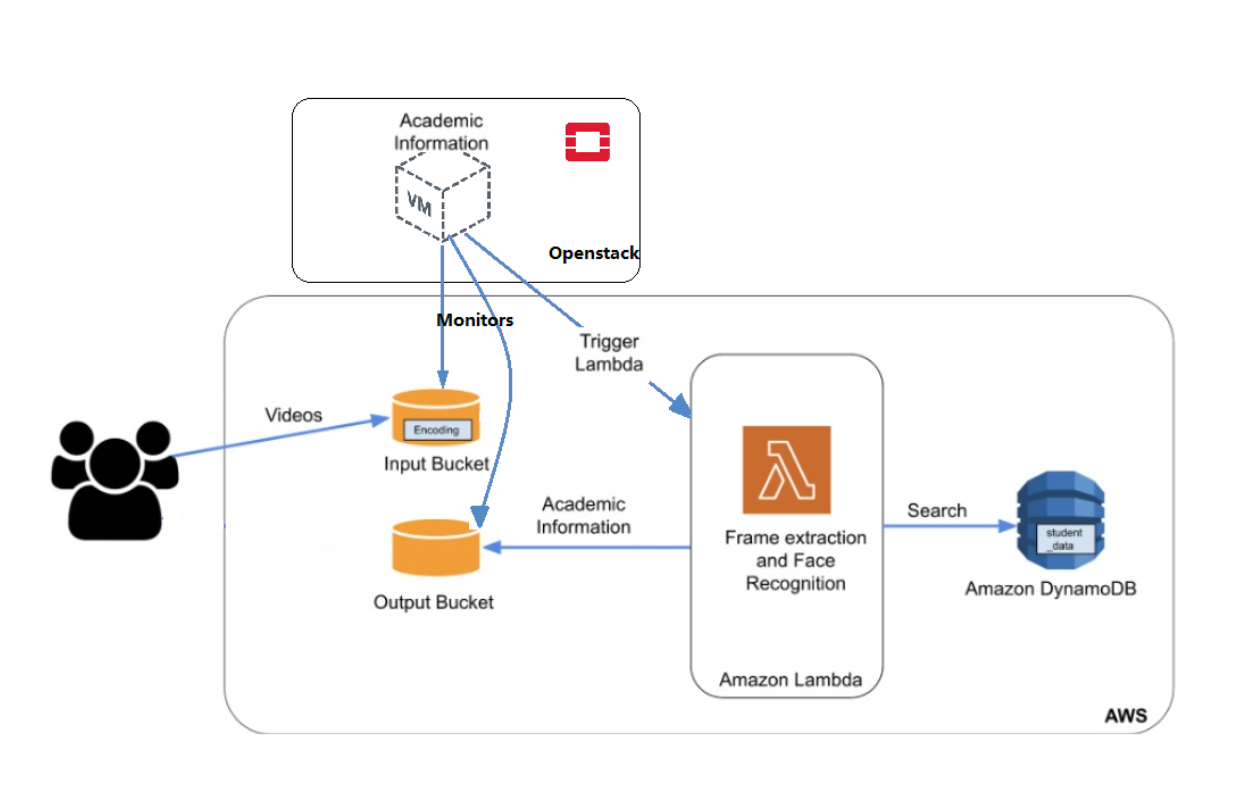 Academic
Information
VM
Openstack
Monitors
Trigger
Lambda
Videos
Encoding
Input Bucket
Academic
Information
Output Bucket
Frame extraction
and Face
Recognition
Amazon Lambda
Search
student
_data
Amazon DynamoDB
AWS